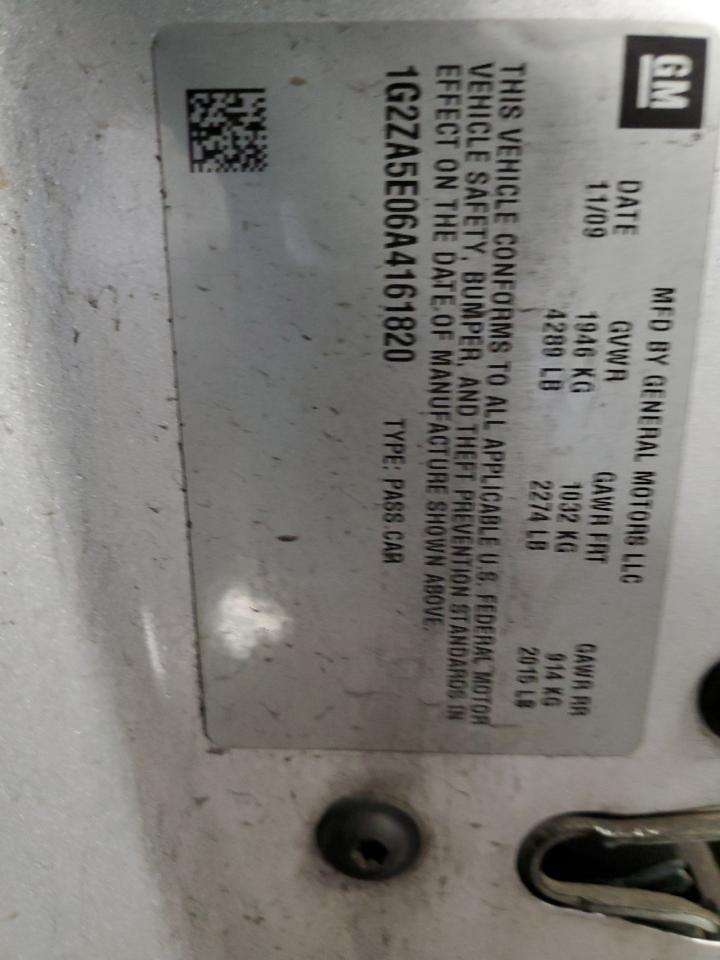 GM
MFD BY GENERAL MOTORS LLC
DATE GVWR GAWR FRT GAWR RR
11/09 1946 KG 1032 KG 914 KG
4289 LB 2274 LB 2015 LB
THIS VEHICLE CONFORMS TO ALL APPLICABLE U.S. FEDERAL MOTOR
VEHICLE SAFETY, BUMPER, AND THEFT PREVENTION STANDARDS IN
EFFECT ON THE DATE OF MANUFACTURE SHOWN ABOVE.
1G2ZA5E06A4161820 TYPE: PASS CAR